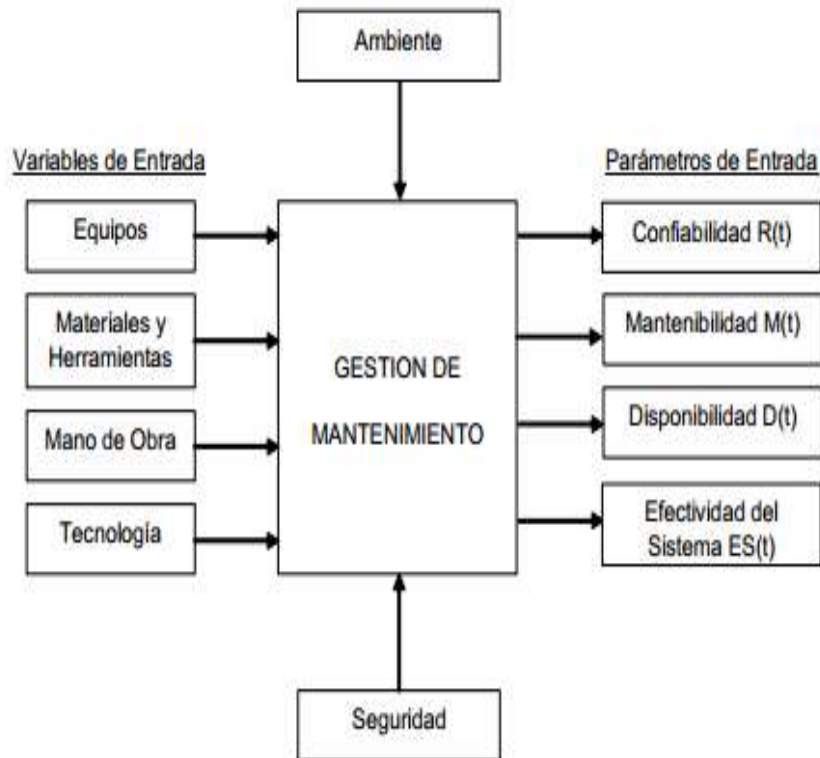 Ambiente
Variables de Entrada
Parámetros de Entrada
Equipos
Materiales y
Herramientas
Mano de Obra
Tecnología
GESTION DE
MANTENIMIENTO
Confiabilidad R(t)
Mantenibilidad M(t)
Disponibilidad D(t)
Efectividad del
Sistema ES(t)
Seguridad